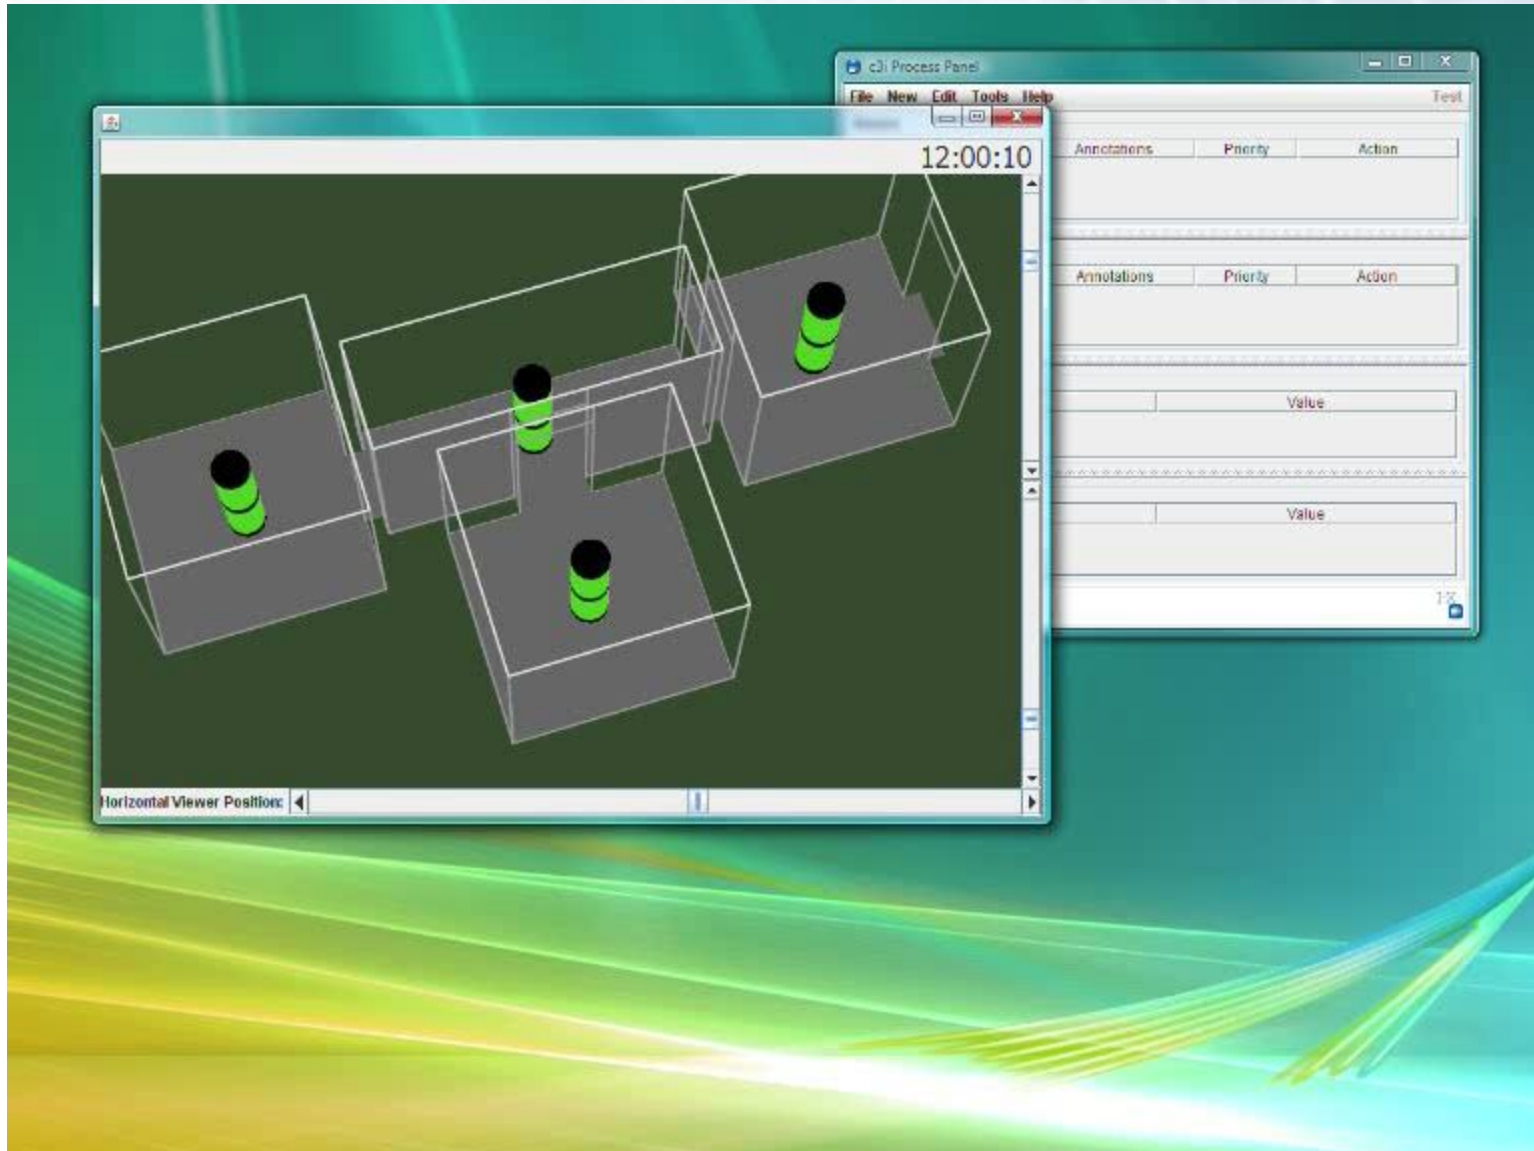 c3i Process Panel
File New Edit Tools Help Test
12:00:10
Annotations Priority Action
Annotations Priority Action
Value
Value
I-X
Horizontal Viewer Position: